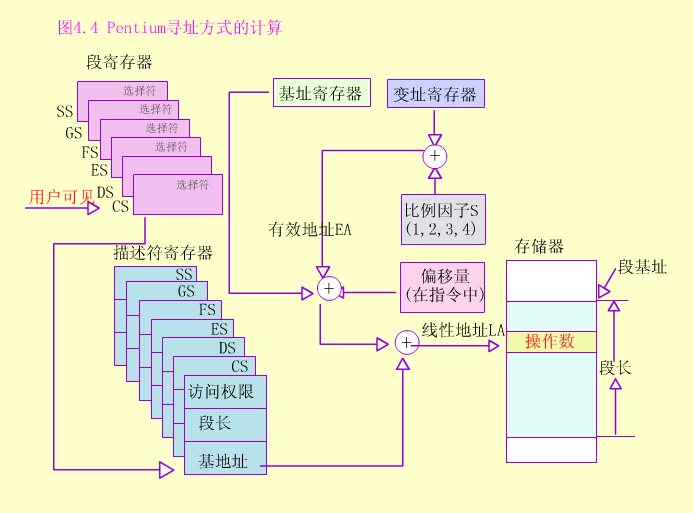 图4.4 Pentium寻址方式的计算
段寄存器
选择符
SS
选择符
GS
选择符
FS
选择符
ES
DS
选择符
CS
用户可见
基址寄存器
变址寄存器
+
比例因子S
(1,2,3,4)
有效地址EA
+
偏移量
(在指令中)
线性地址LA
+
存储器
段基址
操作数
段长
描述符寄存器
SS
GS
FS
ES
DS
CS
访问权限
段长
基地址